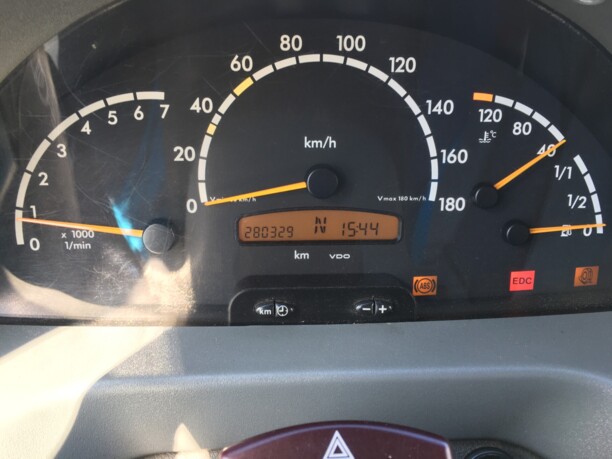 0 1 2 3 4 5 6 7
x 1000
1/min
0 20 40 60 80 100 120 140 160 180
km/h
Vmax 180 km/h
120 80 40
°C
1/1
1/2
0
280329 N 15:44
km VDO
km - +
ABS
EDC